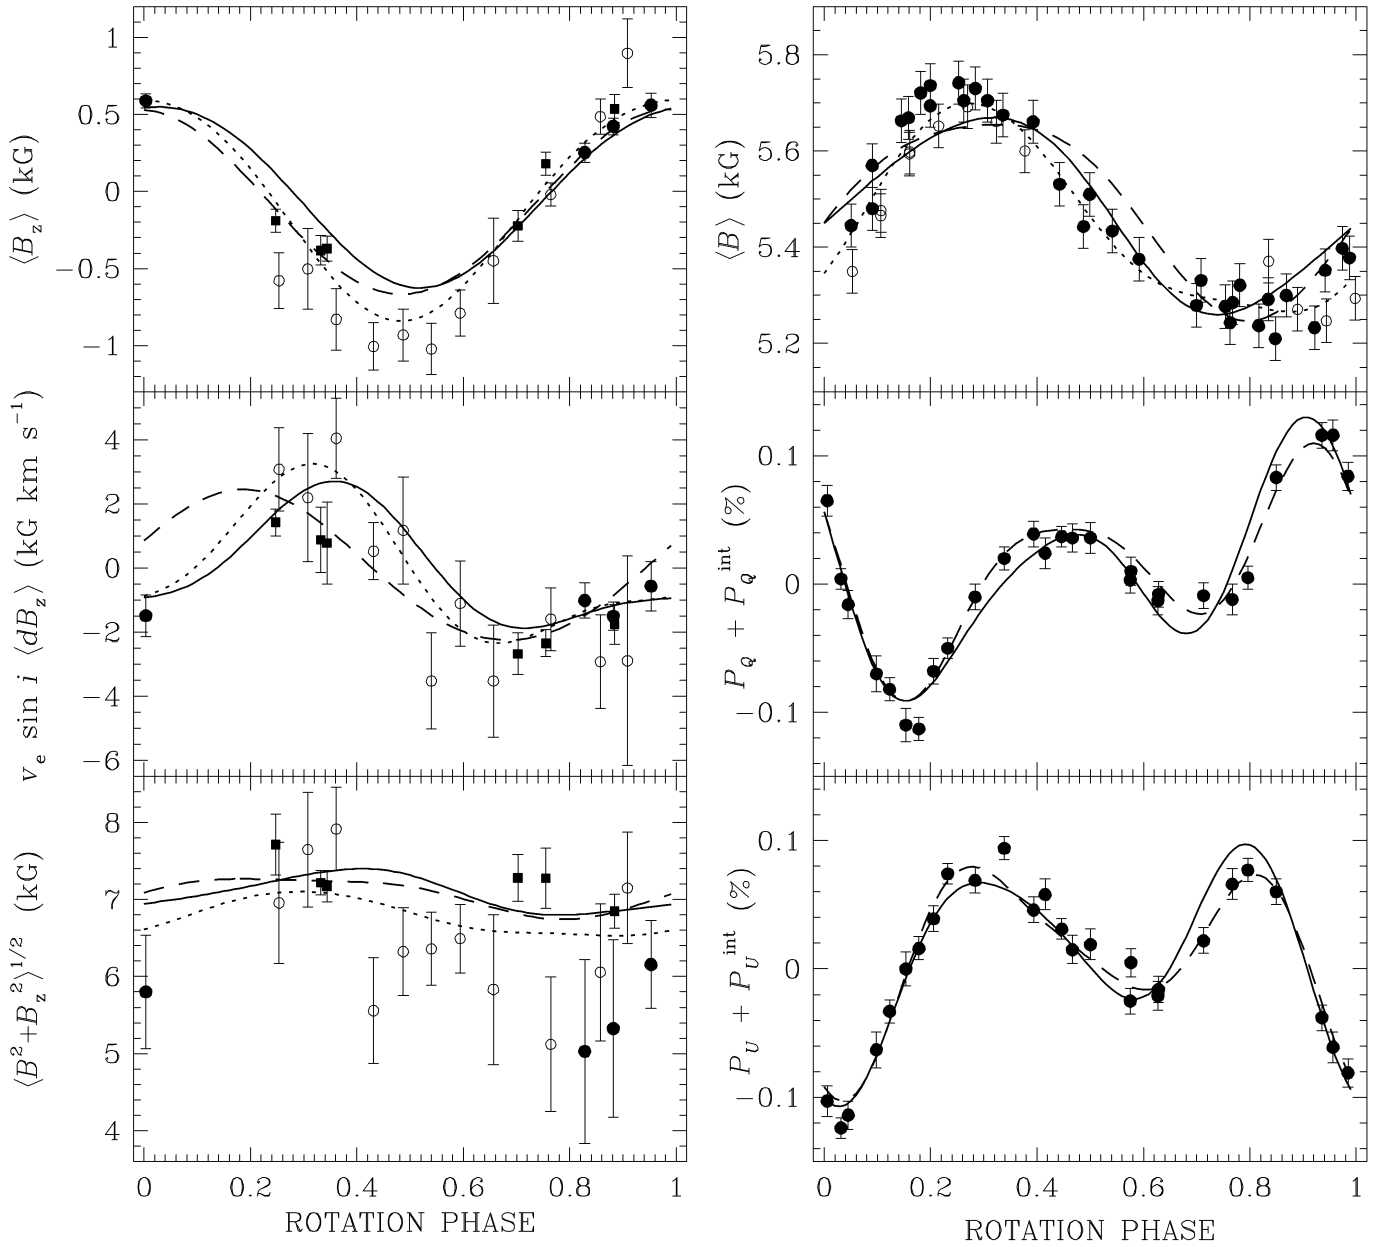 ⟨B_z⟩ (kG)
1
0.5
0
−0.5
−1
v_e sin i ⟨dB_z⟩ (kG km s⁻¹)
4
2
0
−2
−4
−6
⟨B²+B_z²⟩^1/2 (kG)
8
7
6
5
4
0 0.2 0.4 0.6 0.8 1
ROTATION PHASE
⟨B⟩ (kG)
5.8
5.6
5.4
5.2
P_Q + P_Q^int (%)
0.1
0
−0.1
P_U + P_U^int (%)
0.1
0
−0.1
0 0.2 0.4 0.6 0.8 1
ROTATION PHASE